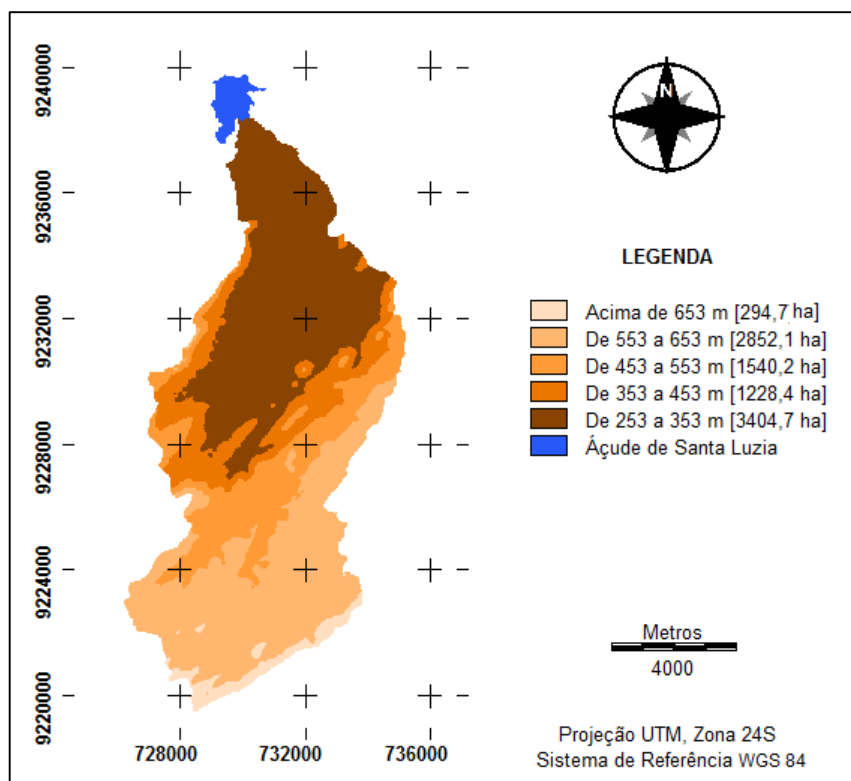 9240000
9236000
9232000
9228000
9224000
9220000
728000
732000
736000
N
LEGENDA
Acima de 653 m [294,7 ha]
De 553 a 653 m [2852,1 ha]
De 453 a 553 m [1540,2 ha]
De 353 a 453 m [1228,4 ha]
De 253 a 353 m [3404,7 ha]
Áçude de Santa Luzia
Metros
4000
Projeção UTM, Zona 24S
Sistema de Referência WGS 84